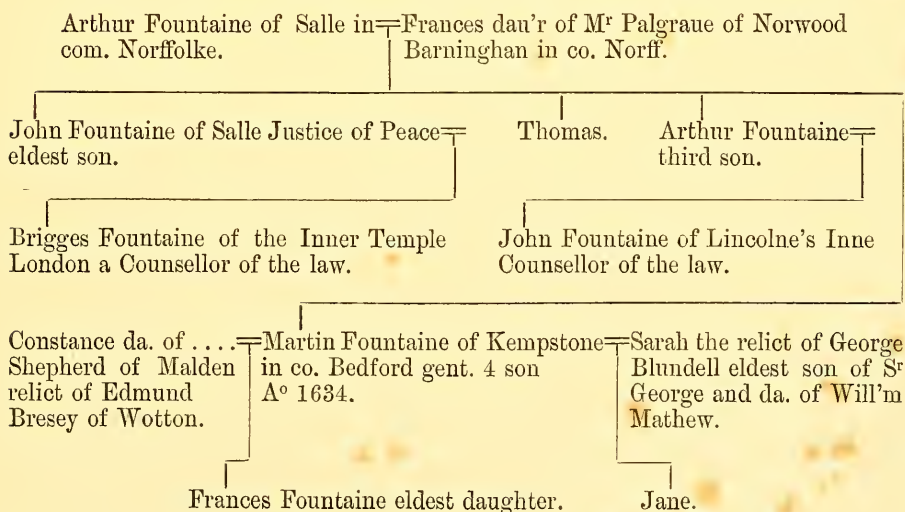 Arthur Fountaine of Salle in
com. Norffolke.
Frances dau'r of Mʳ Palgraue of Norwood
Barninghan in co. Norff.
John Fountaine of Salle Justice of Peace
eldest son.
Thomas.
Arthur Fountaine
third son.
Brigges Fountaine of the Inner Temple
London a Counsellor of the law.
John Fountaine of Lincolne's Inne
Counsellor of the law.
Constance da. of ....
Shepherd of Malden
relict of Edmund
Bresey of Wotton.
Martin Fountaine of Kempstone
in co. Bedford gent. 4 son
Aᵒ 1634.
Sarah the relict of George
Blundell eldest son of Sʳ
George and da. of Will'm
Mathew.
Frances Fountaine eldest daughter.
Jane.